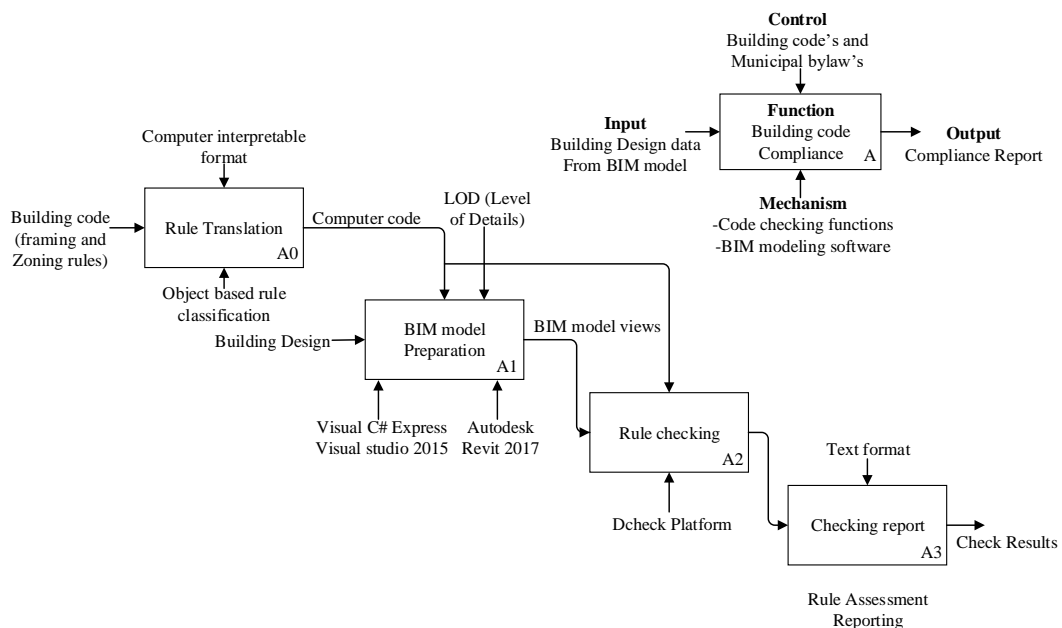 Control
Building code's and
Municipal bylaw's
Function
Building code
Compliance
A
Input
Building Design data
From BIM model
Output
Compliance Report
Mechanism
-Code checking functions
-BIM modeling software
Computer interpretable
format
Building code
(framing and
Zoning rules)
Rule Translation
A0
Computer code
LOD (Level
of Details)
Object based rule
classification
Building Design
BIM model
Preparation
A1
BIM model views
Visual C# Express
Visual studio 2015
Autodesk
Revit 2017
Rule checking
A2
Dcheck Platform
Text format
Checking report
A3
Check Results
Rule Assessment
Reporting